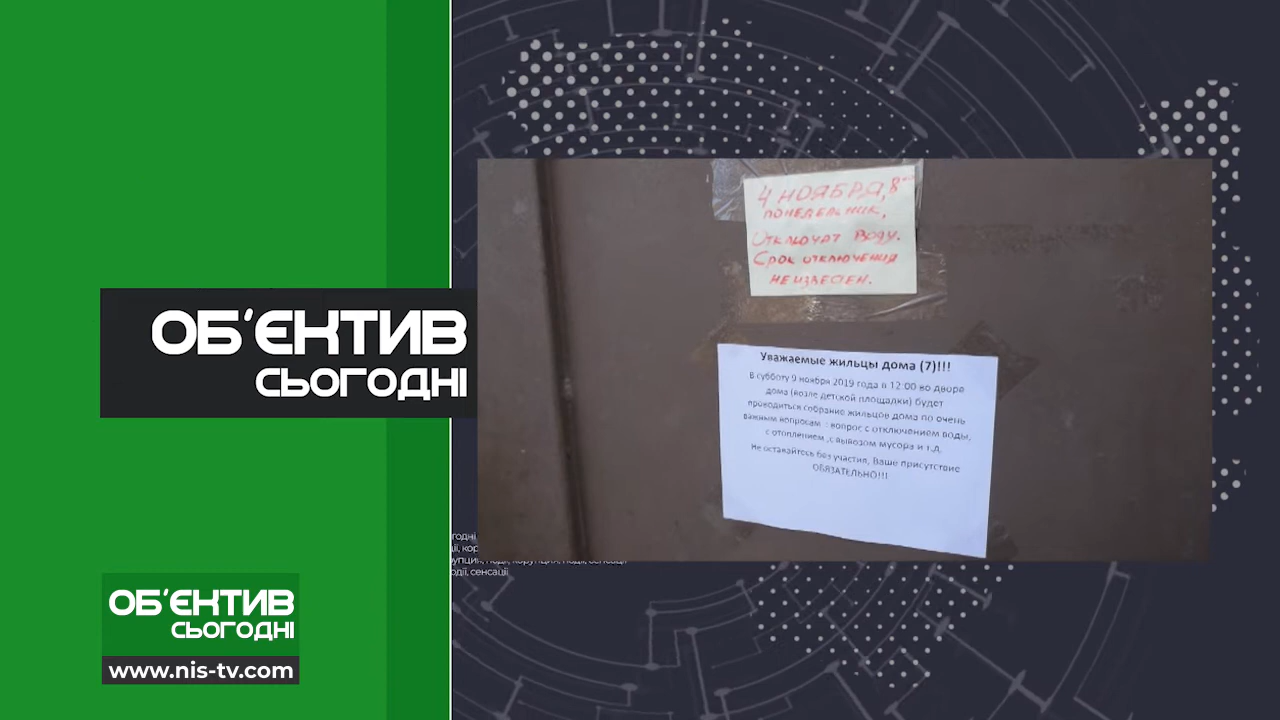 ОБ'ЄКТИВ
СЬОГОДНІ
4 НОЯБРЯ, 8⁰⁰
ПОНЕДЕЛЬНИК,
Отключат воду.
Срок отключения
неизвестен.
Уважаемые жильцы дома (7)!!!
В субботу 9 ноября 2019 года в 12:00 во дворе
дома (возле детской площадки) будет
проводиться собрание жильцов дома по очень
важным вопросам : вопрос с отключением воды,
с отоплением ,с вывозом мусора и т.д.
Не оставайтесь без участия, Ваше присутствие
ОБЯЗАТЕЛЬНО!!!
сенсації
ОБ'ЄКТИВ
СЬОГОДНІ
www.nis-tv.com